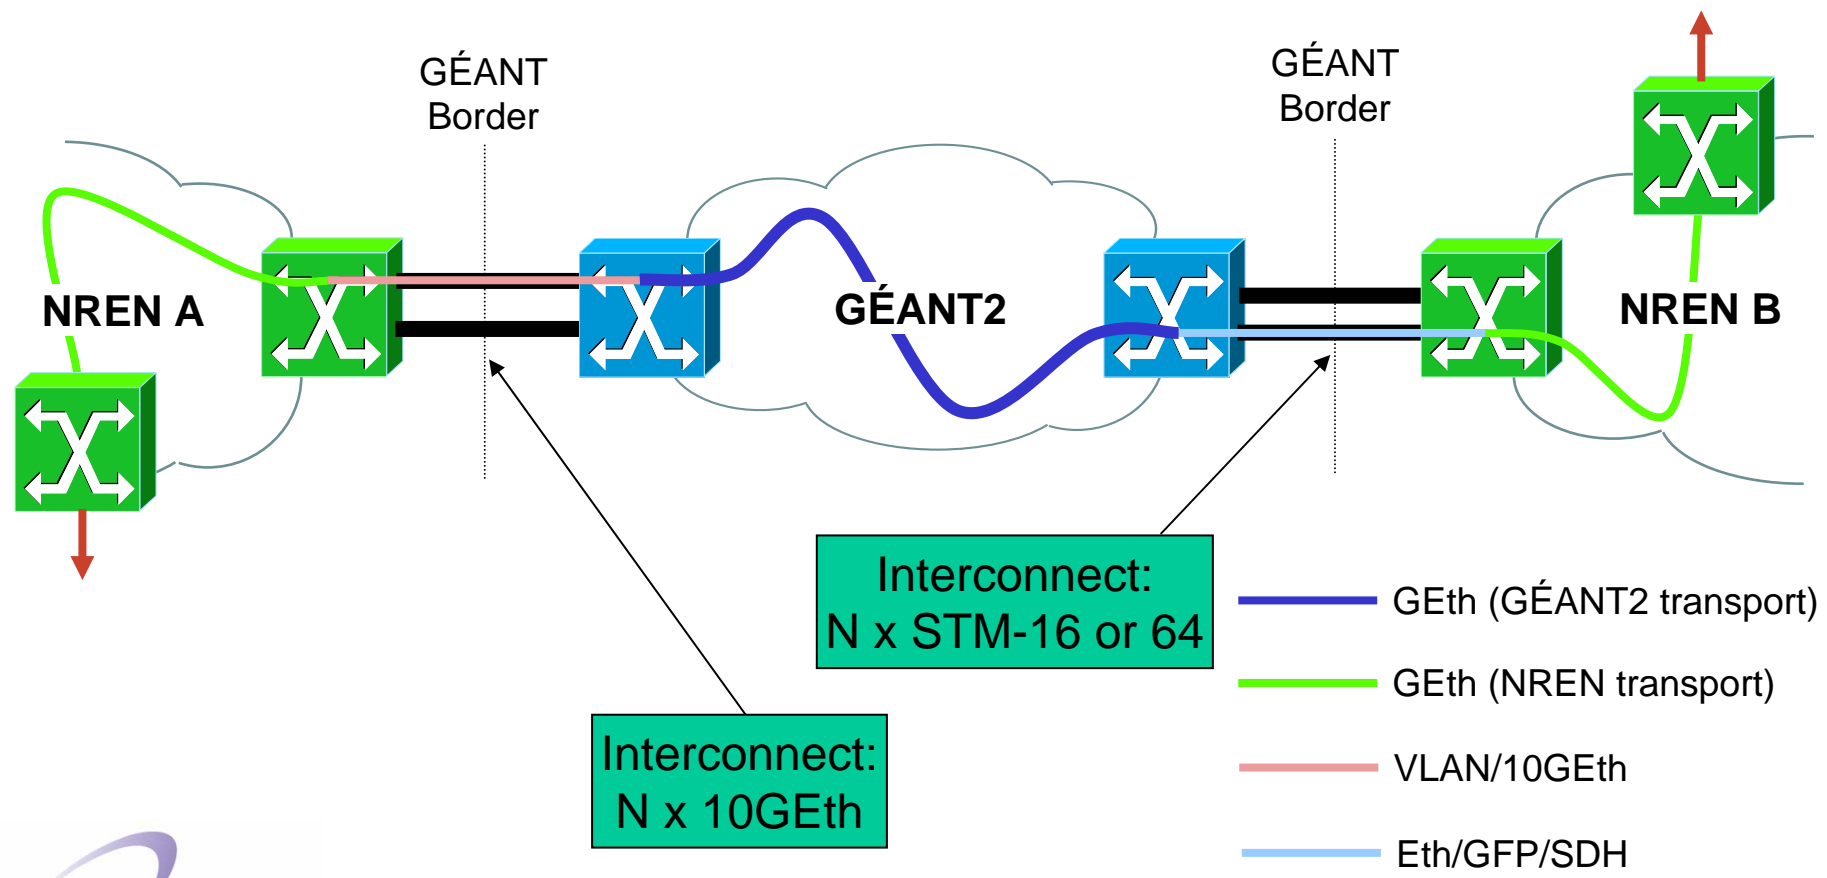 GÉANT
Border
GÉANT
Border
NREN A
GÉANT2
NREN B
Interconnect:
N x STM-16 or 64
Interconnect:
N x 10GEth
GEth (GÉANT2 transport)
GEth (NREN transport)
VLAN/10GEth
Eth/GFP/SDH